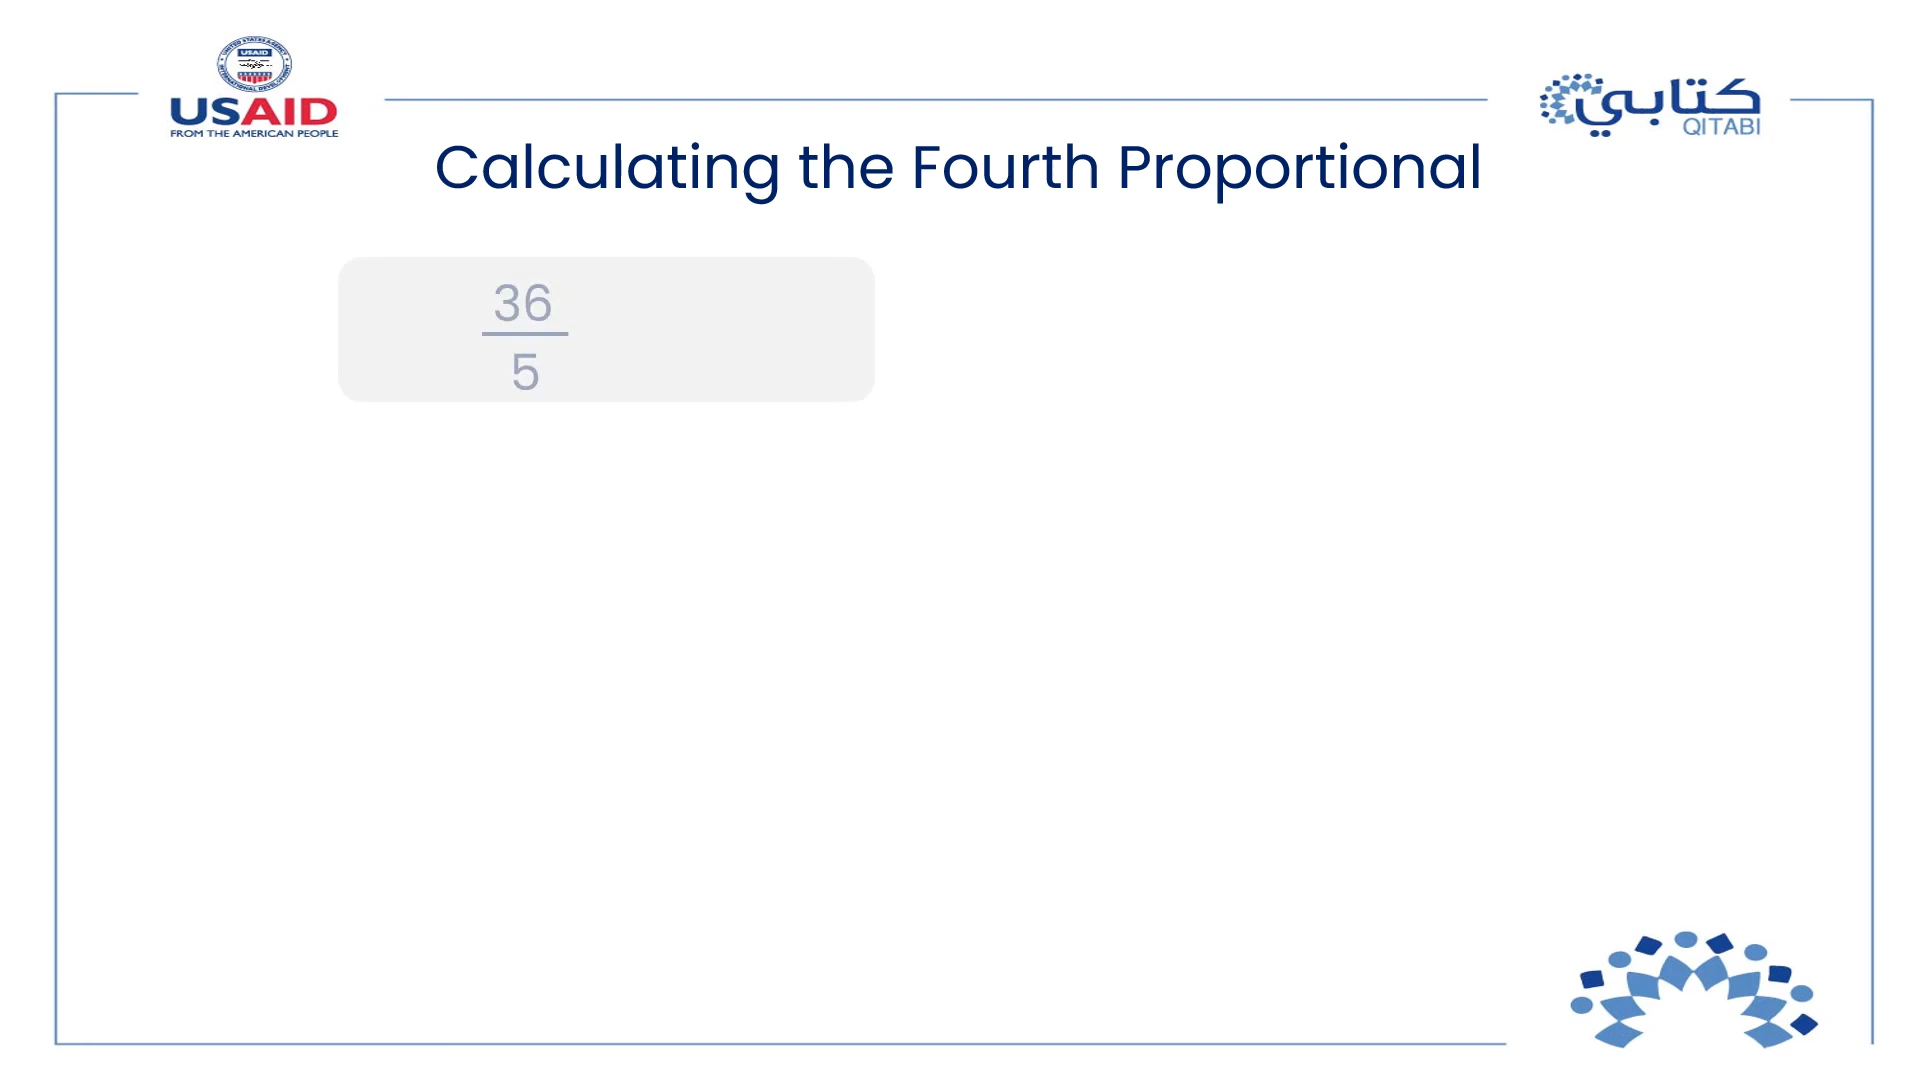 USAID
FROM THE AMERICAN PEOPLE
كتابي
QITABI
Calculating the Fourth Proportional
36
5